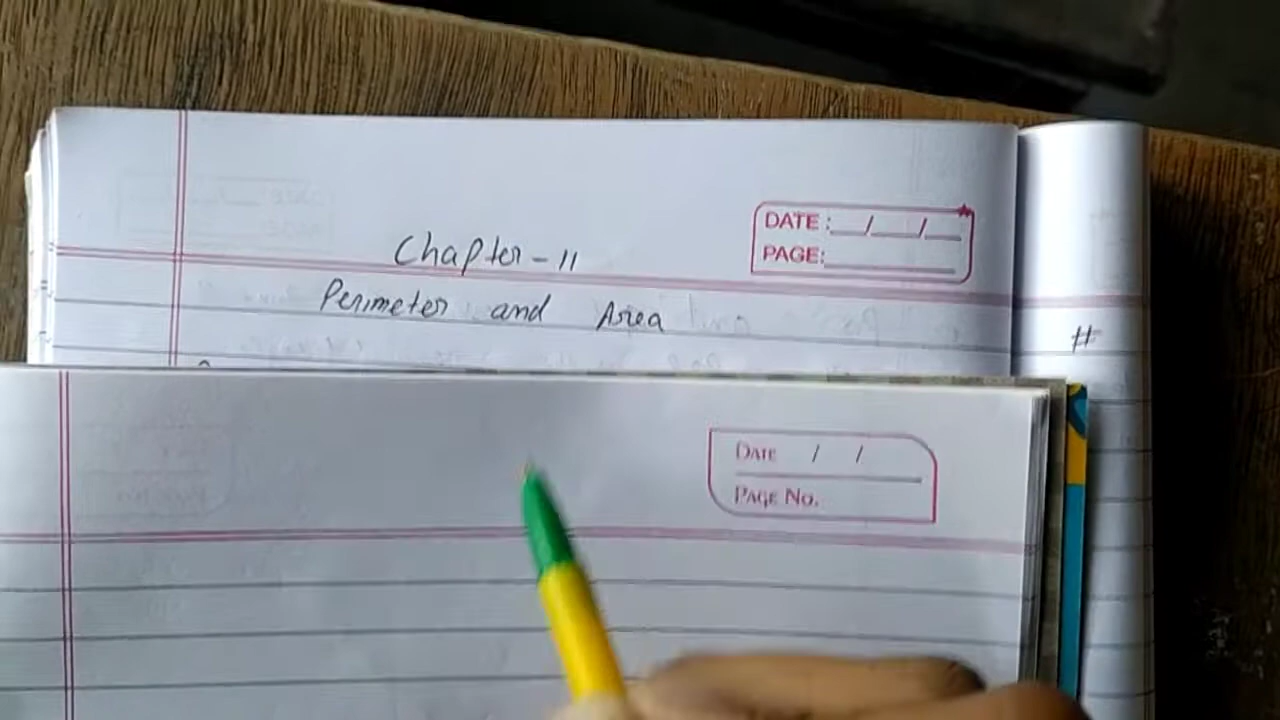 DATE: / /
PAGE:
Chapter-11
Perimeter and Area
#
DATE / /
PAGE No.